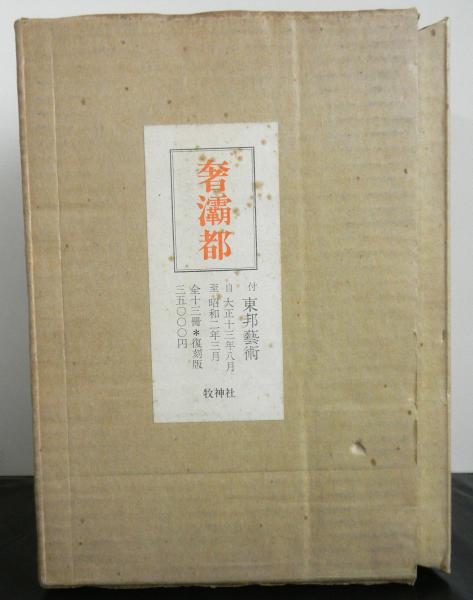 奢灞都
付 東邦藝術
自 大正十三年八月
至 昭和二年三月
全十三冊*復刻版
三五〇〇〇円
牧神社